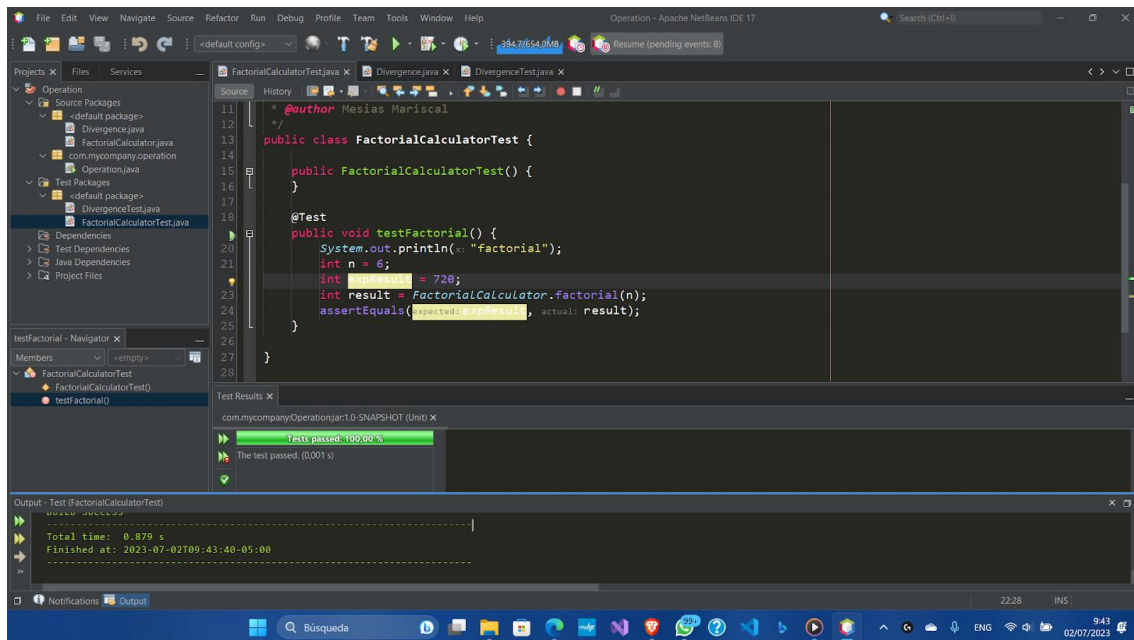 File Edit View Navigate Source Refactor Run Debug Profile Team Tools Window Help Operation - Apache NetBeans IDE 17 Search (Ctrl+I)
<default config> 394,7/654,0MB Resume (pending events: 8)
Projects Files Services
Operation
Source Packages
<default package>
Divergence.java
FactorialCalculator.java
com.mycompany.operation
Operation.java
Test Packages
<default package>
DivergenceTest.java
FactorialCalculatorTest.java
Dependencies
Test Dependencies
Java Dependencies
Project Files
testFactorial - Navigator
Members <empty>
FactorialCalculatorTest
FactorialCalculatorTest()
testFactorial()
FactorialCalculatorTest.java Divergence.java DivergenceTest.java
Source History
11 * @author Mesias Mariscal
12 */
13 public class FactorialCalculatorTest {
14
15 public FactorialCalculatorTest() {
16 }
17
18 @Test
public void testFactorial() {
20 System.out.println(x: "factorial");
21 int n = 6;
int expResult = 720;
23 int result = FactorialCalculator.factorial(n);
24 assertEquals(expected: expResult, actual: result);
25 }
26
27 }
28
Test Results
com.mycompany:Operation:jar:1.0-SNAPSHOT (Unit)
Tests passed: 100,00 %
The test passed. (0,001 s)
Output - Test (FactorialCalculatorTest)
BUILD SUCCESS
------------------------------------------------------------------------
Total time: 0.879 s
Finished at: 2023-07-02T09:43:40-05:00
------------------------------------------------------------------------
Notifications Output 22:28 INS
Búsqueda 99+ ENG 9:43
02/07/2023